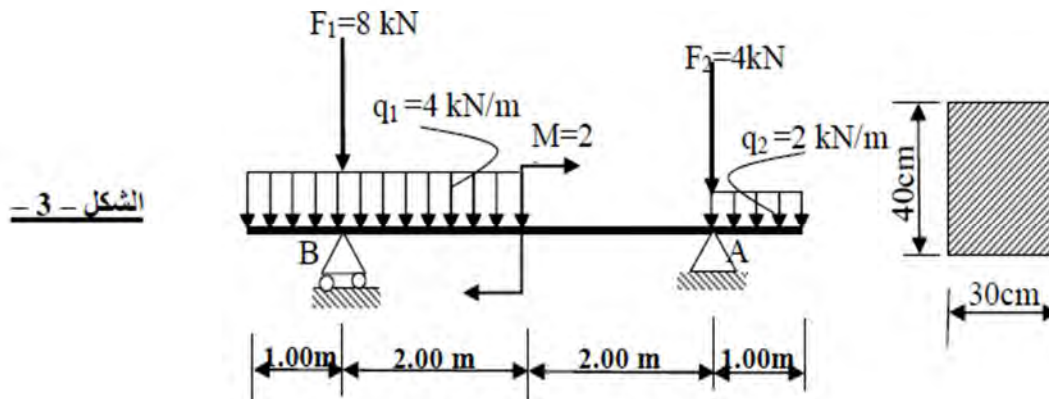 F₁=8 kN
F₂=4kN
q₁ =4 kN/m
M=2
q₂=2 kN/m
الشكل – 3 –
40cm
B
A
30cm
1.00m
2.00 m
2.00 m
1.00m